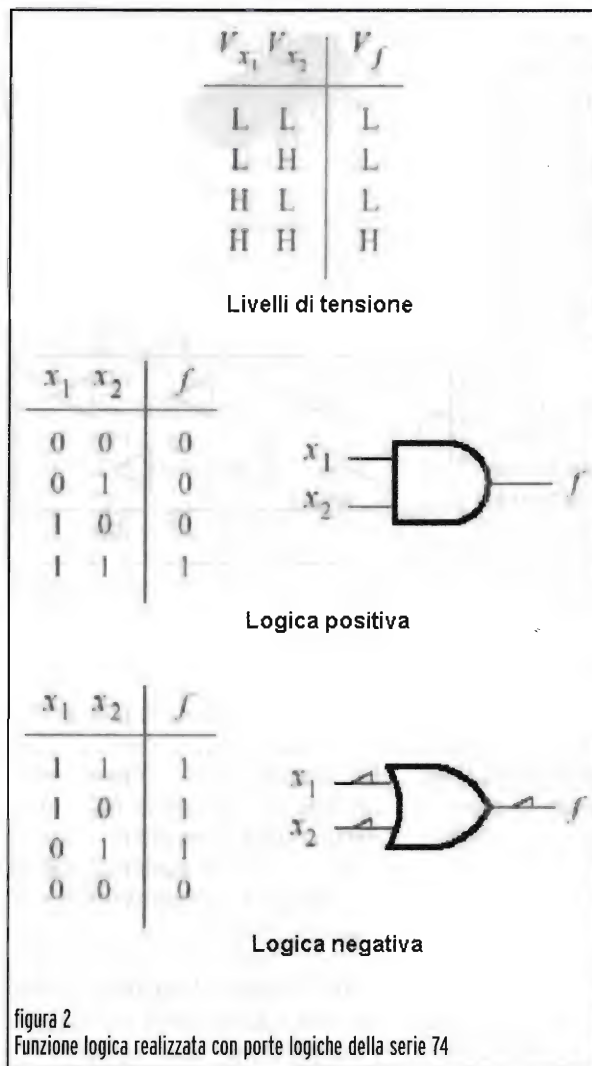 V_x₁ V_x₂ V_f
L L L
L H L
H L L
H H H
Livelli di tensione
x₁ x₂ f
0 0 0
0 1 0
1 0 0
1 1 1
x₁
x₂
f
Logica positiva
x₁ x₂ f
1 1 1
1 0 1
0 1 1
0 0 0
x₁
x₂
f
Logica negativa
figura 2
Funzione logica realizzata con porte logiche della serie 74